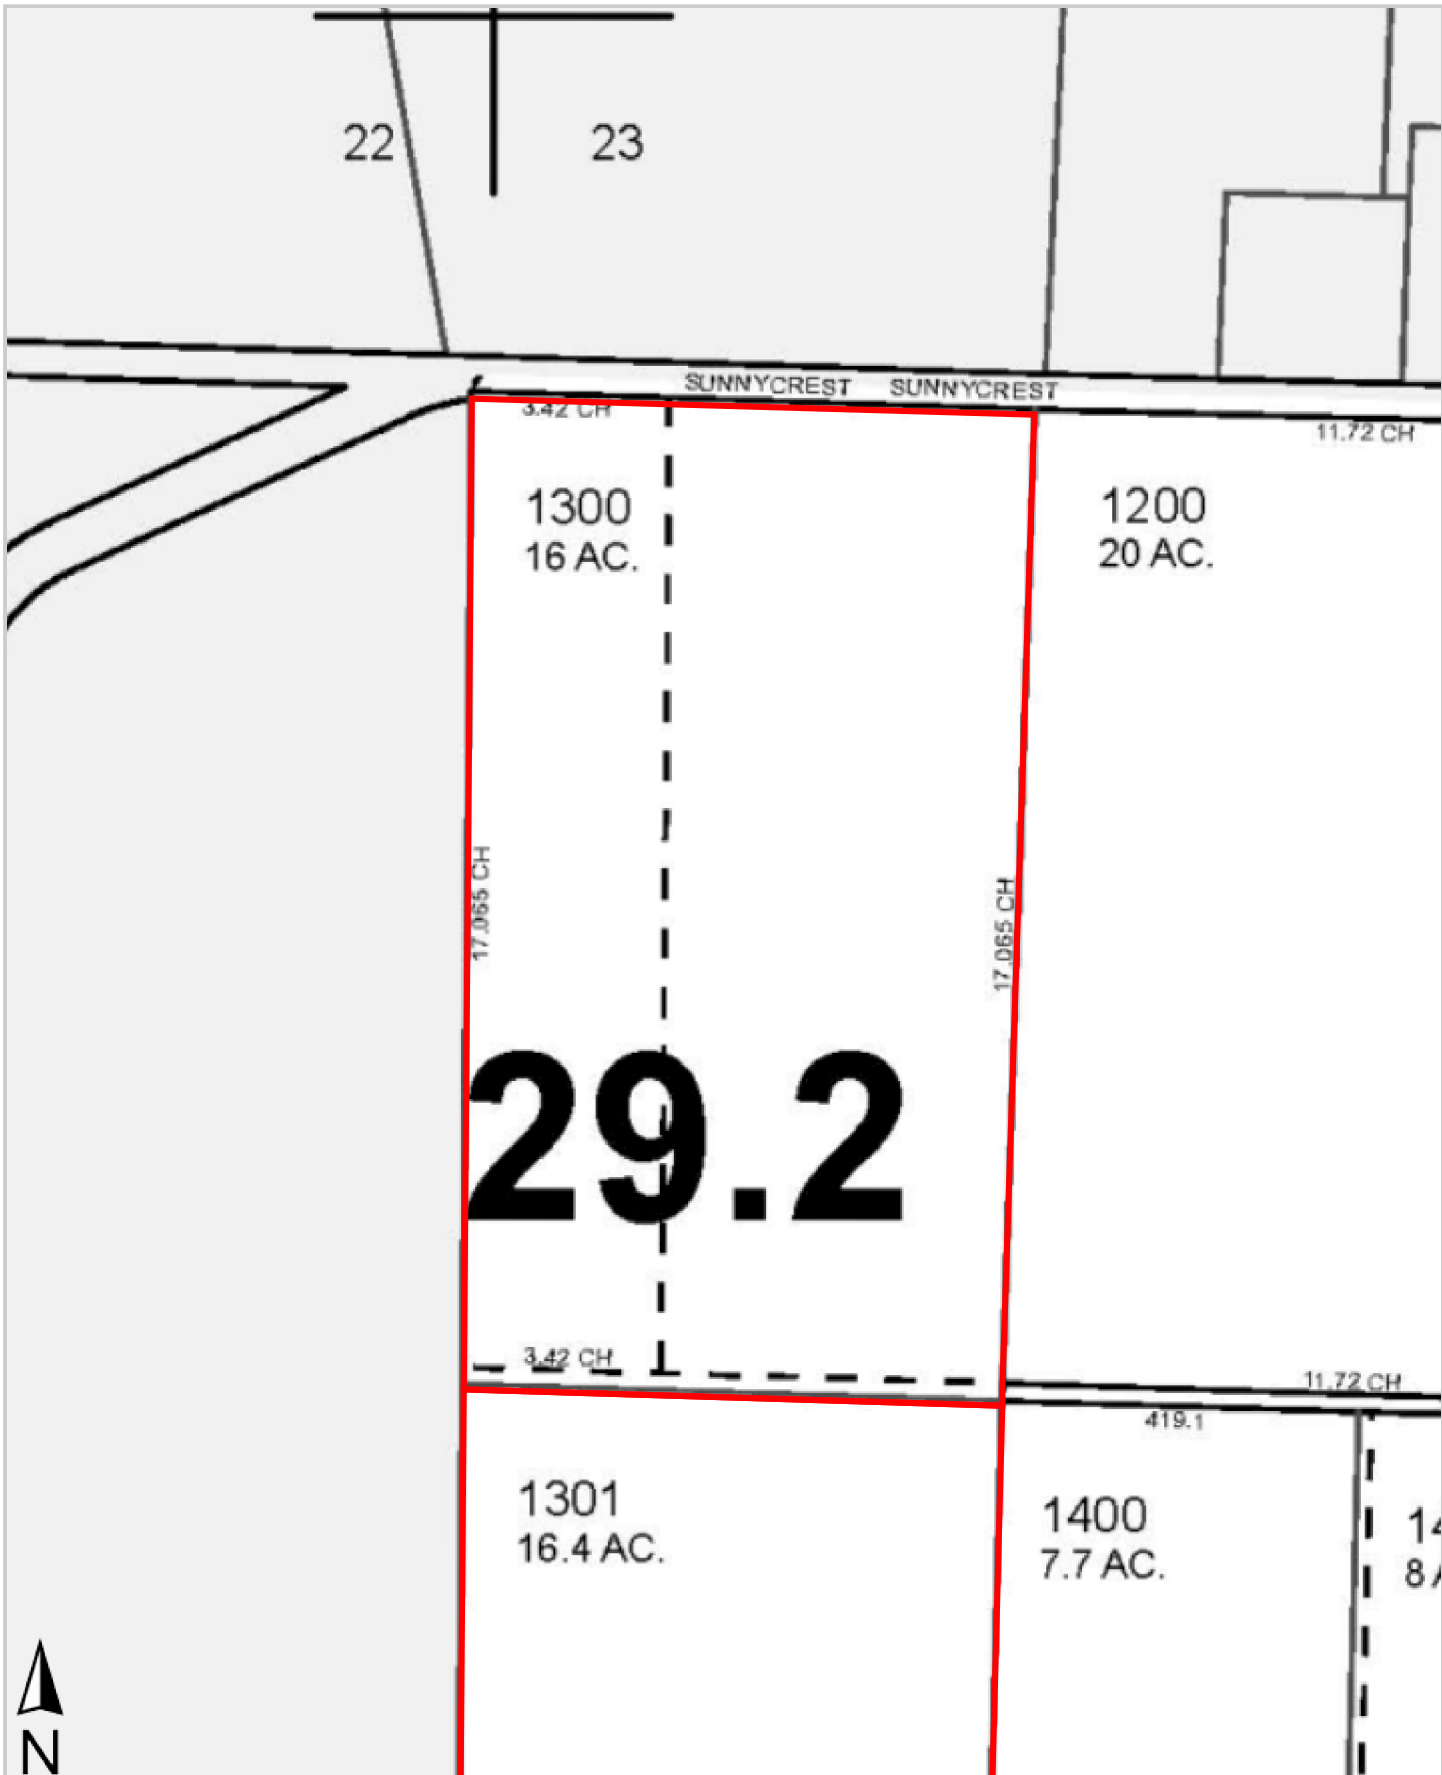 22
23
SUNNYCREST SUNNYCREST
3.42 CH
11.72 CH
1300
16 AC.
1200
20 AC.
17.065 CH
17.065 CH
29.2
3.42 CH
11.72 CH
419.1
1301
16.4 AC.
1400
7.7 AC.
14
8 A
N